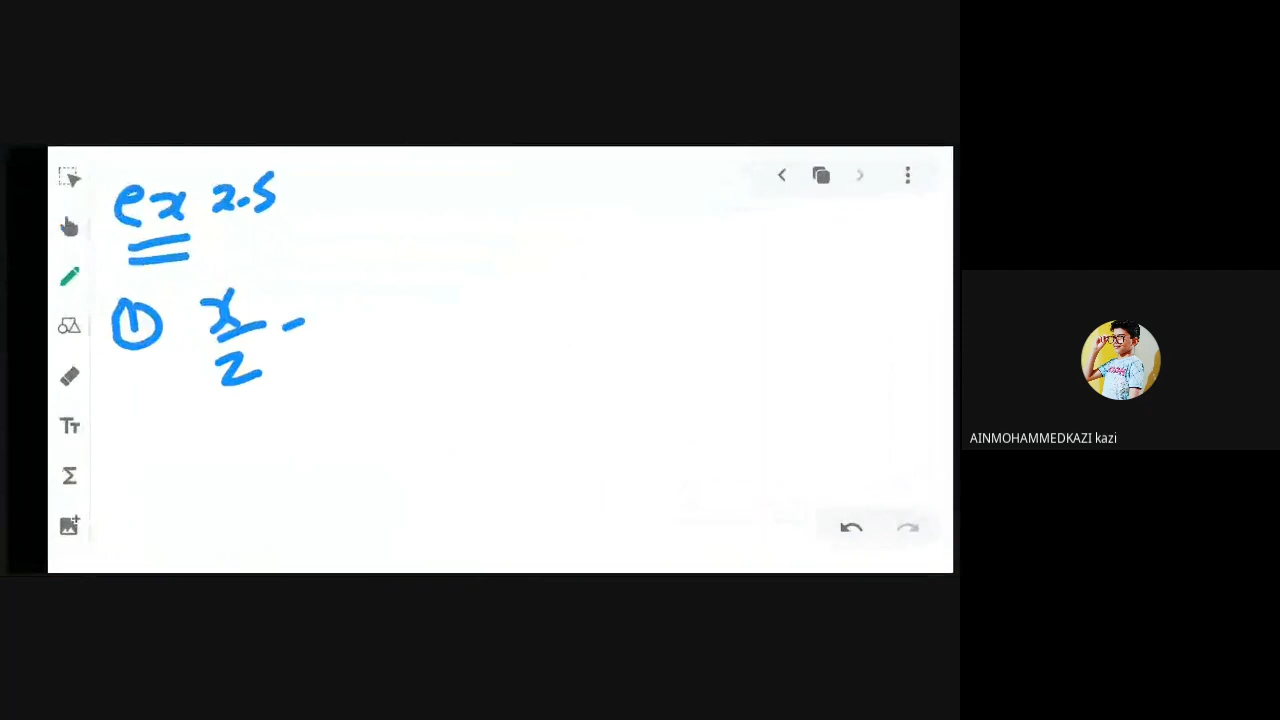 ex 2.5
① x/2 -
Tт
Σ
AINMOHAMMEDKAZI kazi